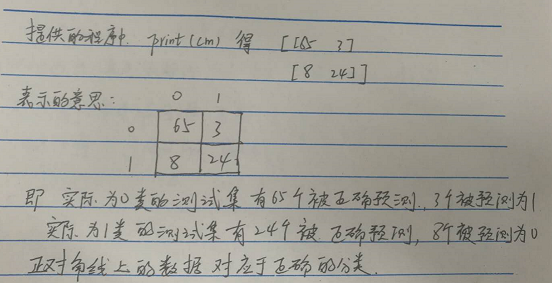 提供的程序中. print(cm) 得 [[65 3]
[8 24]]
表示的意思: 0 1
0 65 3
1 8 24
即 实际为0类的测试集有65个被正确预测., 3个被预测为1
实际为1类的测试集有24个被正确预测, 8个被预测为0
正对角线上的数据对应于正确的分类.